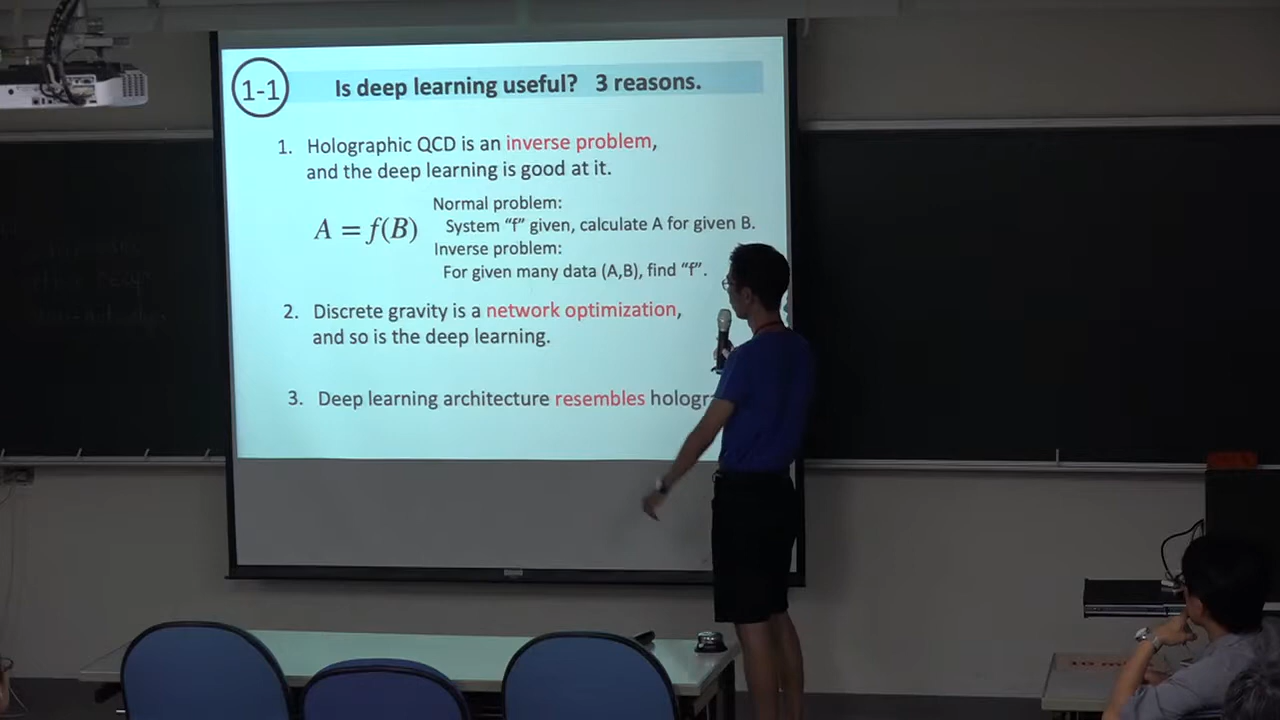 1-1
Is deep learning useful? 3 reasons.
1. Holographic QCD is an inverse problem,
and the deep learning is good at it.
A = f(B)
Normal problem:
System “f” given, calculate A for given B.
Inverse problem:
For given many data (A,B), find “f”.
2. Discrete gravity is a network optimization,
and so is the deep learning.
3. Deep learning architecture resembles